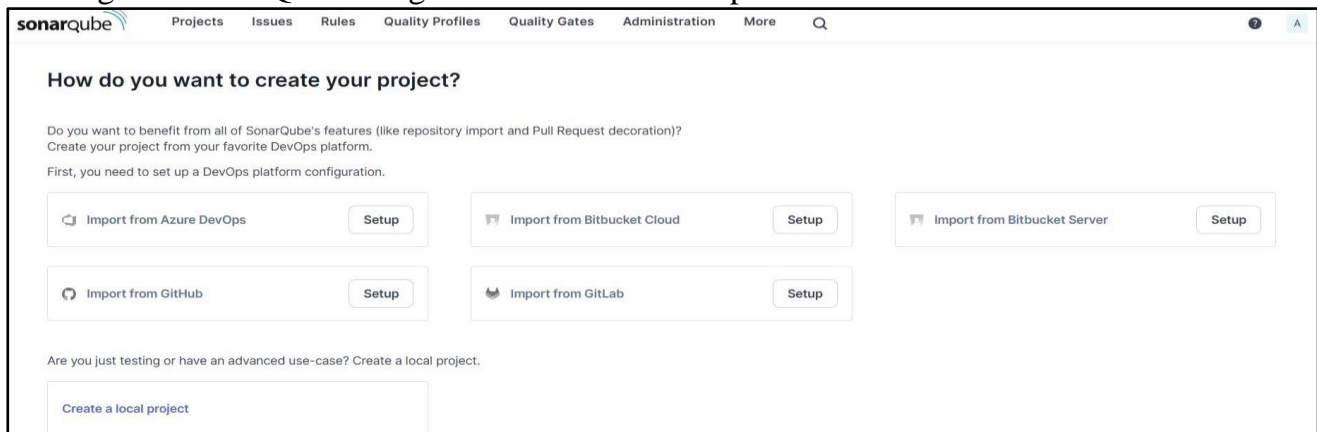 sonarqube Projects Issues Rules Quality Profiles Quality Gates Administration More ? A
How do you want to create your project?
Do you want to benefit from all of SonarQube's features (like repository import and Pull Request decoration)?
Create your project from your favorite DevOps platform.
First, you need to set up a DevOps platform configuration.
Import from Azure DevOps Setup Import from Bitbucket Cloud Setup Import from Bitbucket Server Setup
Import from GitHub Setup Import from GitLab Setup
Are you just testing or have an advanced use-case? Create a local project.
Create a local project